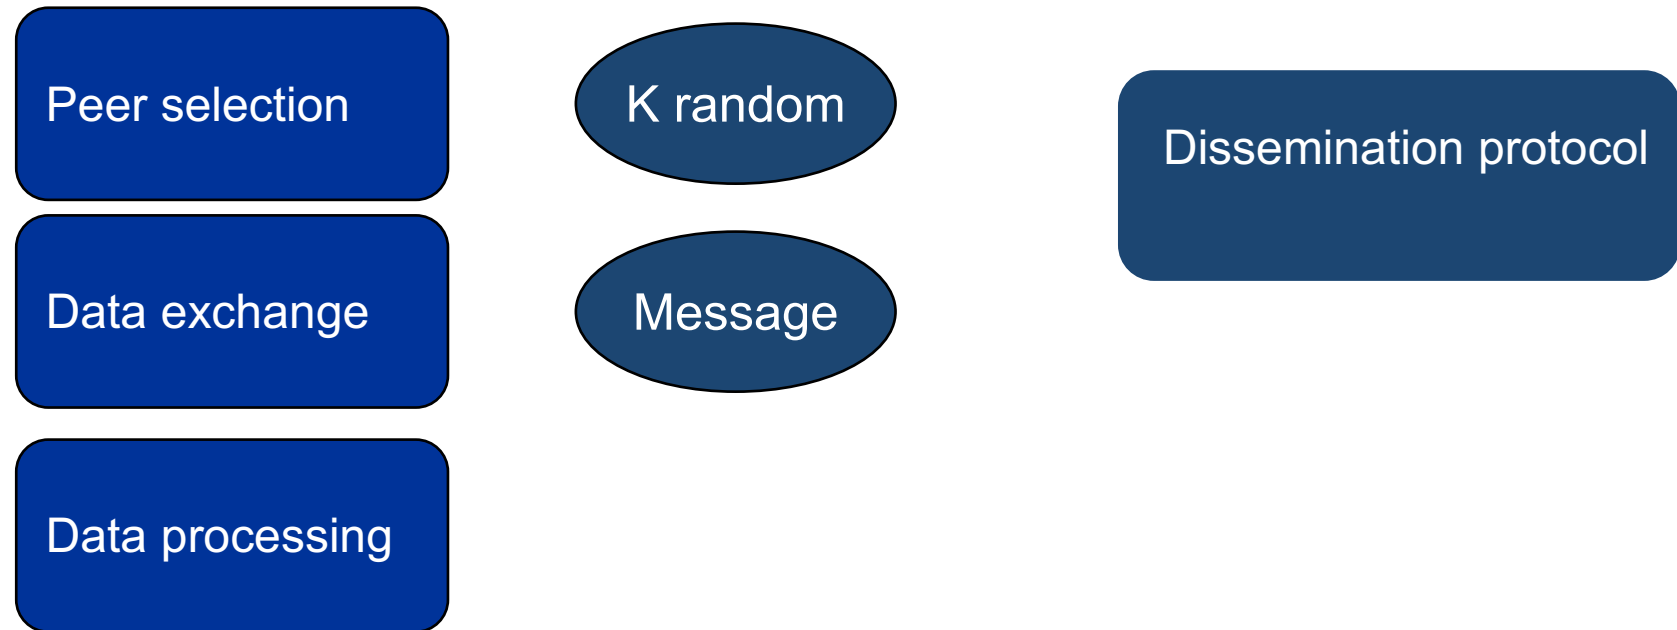 Peer selection
K random
Dissemination protocol
Data exchange
Message
Data processing